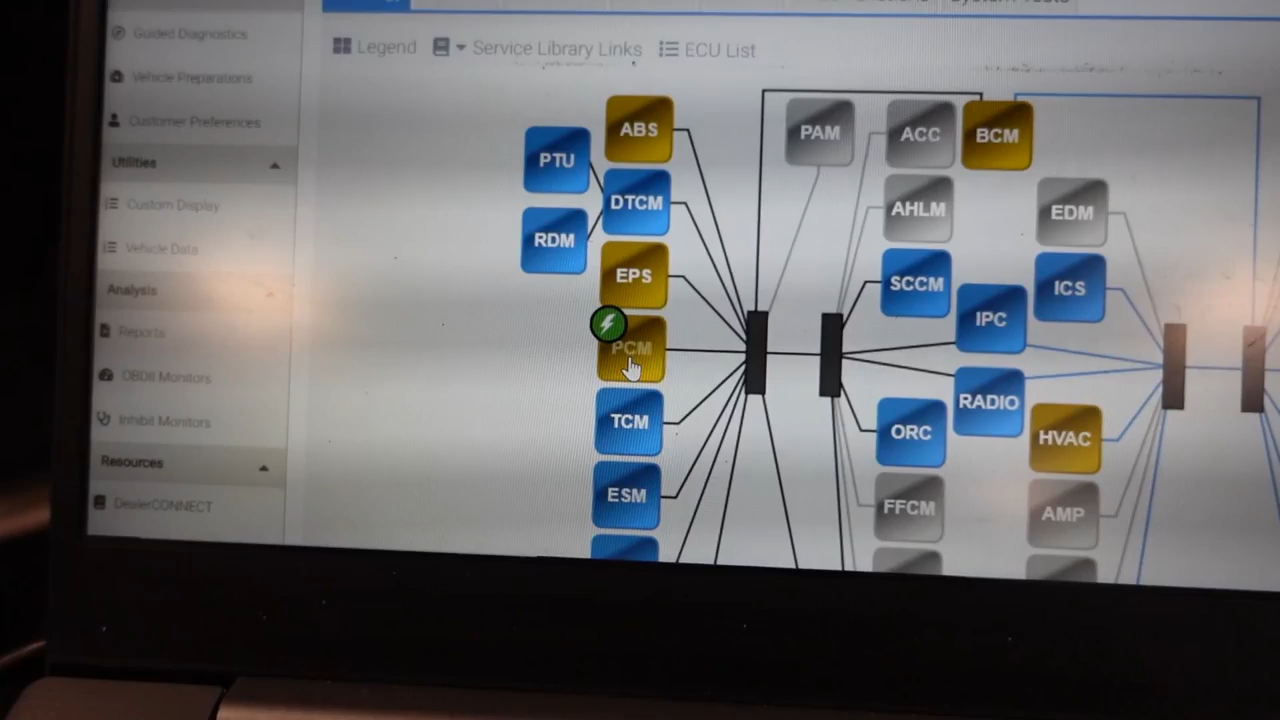 Legend
Service Library Links
ECU List
Guided Diagnostics
Vehicle Preparations
Customer Preferences
Utilities
Custom Display
Vehicle Data
Analysis
Reports
OBDII Monitors
Inhibit Monitors
Resources
DealerCONNECT
ABS
PTU
DTCM
RDM
EPS
PCM
TCM
ESM
PAM
ACC
BCM
AHLM
EDM
SCCM
ICS
IPC
RADIO
ORC
HVAC
FFCM
AMP